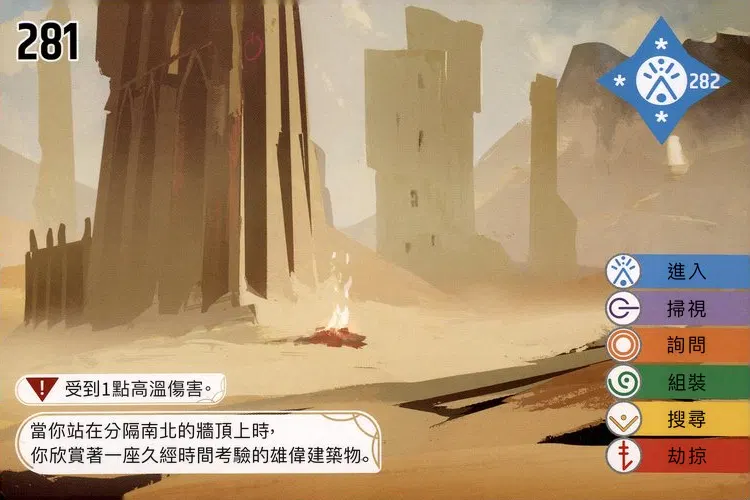 281
282
進入
掃視
詢問
組裝
搜尋
劫掠
! 受到1點高溫傷害。
當你站在分隔南北的牆頂上時,
你欣賞著一座久經時間考驗的雄偉建築物。